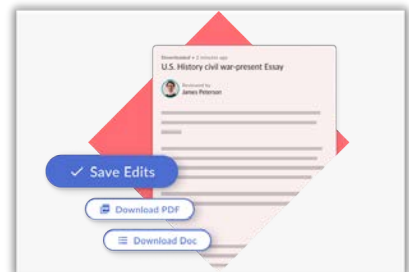 Downloaded • 2 minutes ago
U.S. History civil war-present Essay
Reviewed by
James Peterson
Save Edits
Download PDF
Download Doc